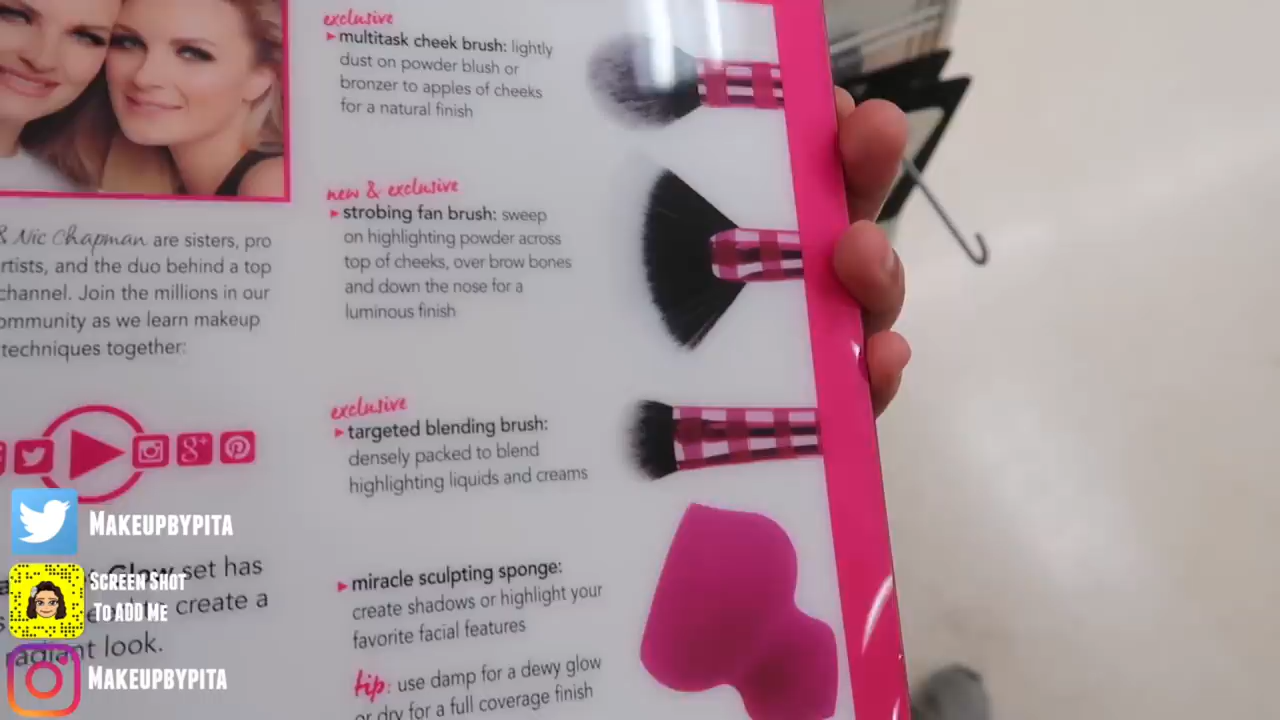 exclusive
multitask cheek brush: lightly
dust on powder blush or
bronzer to apples of cheeks
for a natural finish
new & exclusive
strobing fan brush: sweep
on highlighting powder across
top of cheeks, over brow bones
and down the nose for a
luminous finish
exclusive
targeted blending brush:
densely packed to blend
highlighting liquids and creams
miracle sculpting sponge:
create shadows or highlight your
favorite facial features
tip: use damp for a dewy glow
or dry for a full coverage finish
& Nic Chapman are sisters, pro
rtists, and the duo behind a top
channel. Join the millions in our
ommunity as we learn makeup
techniques together:
g+
Glow set has
create a
radiant look.
Makeupbypita
Screen Shot
To Add Me
Makeupbypita